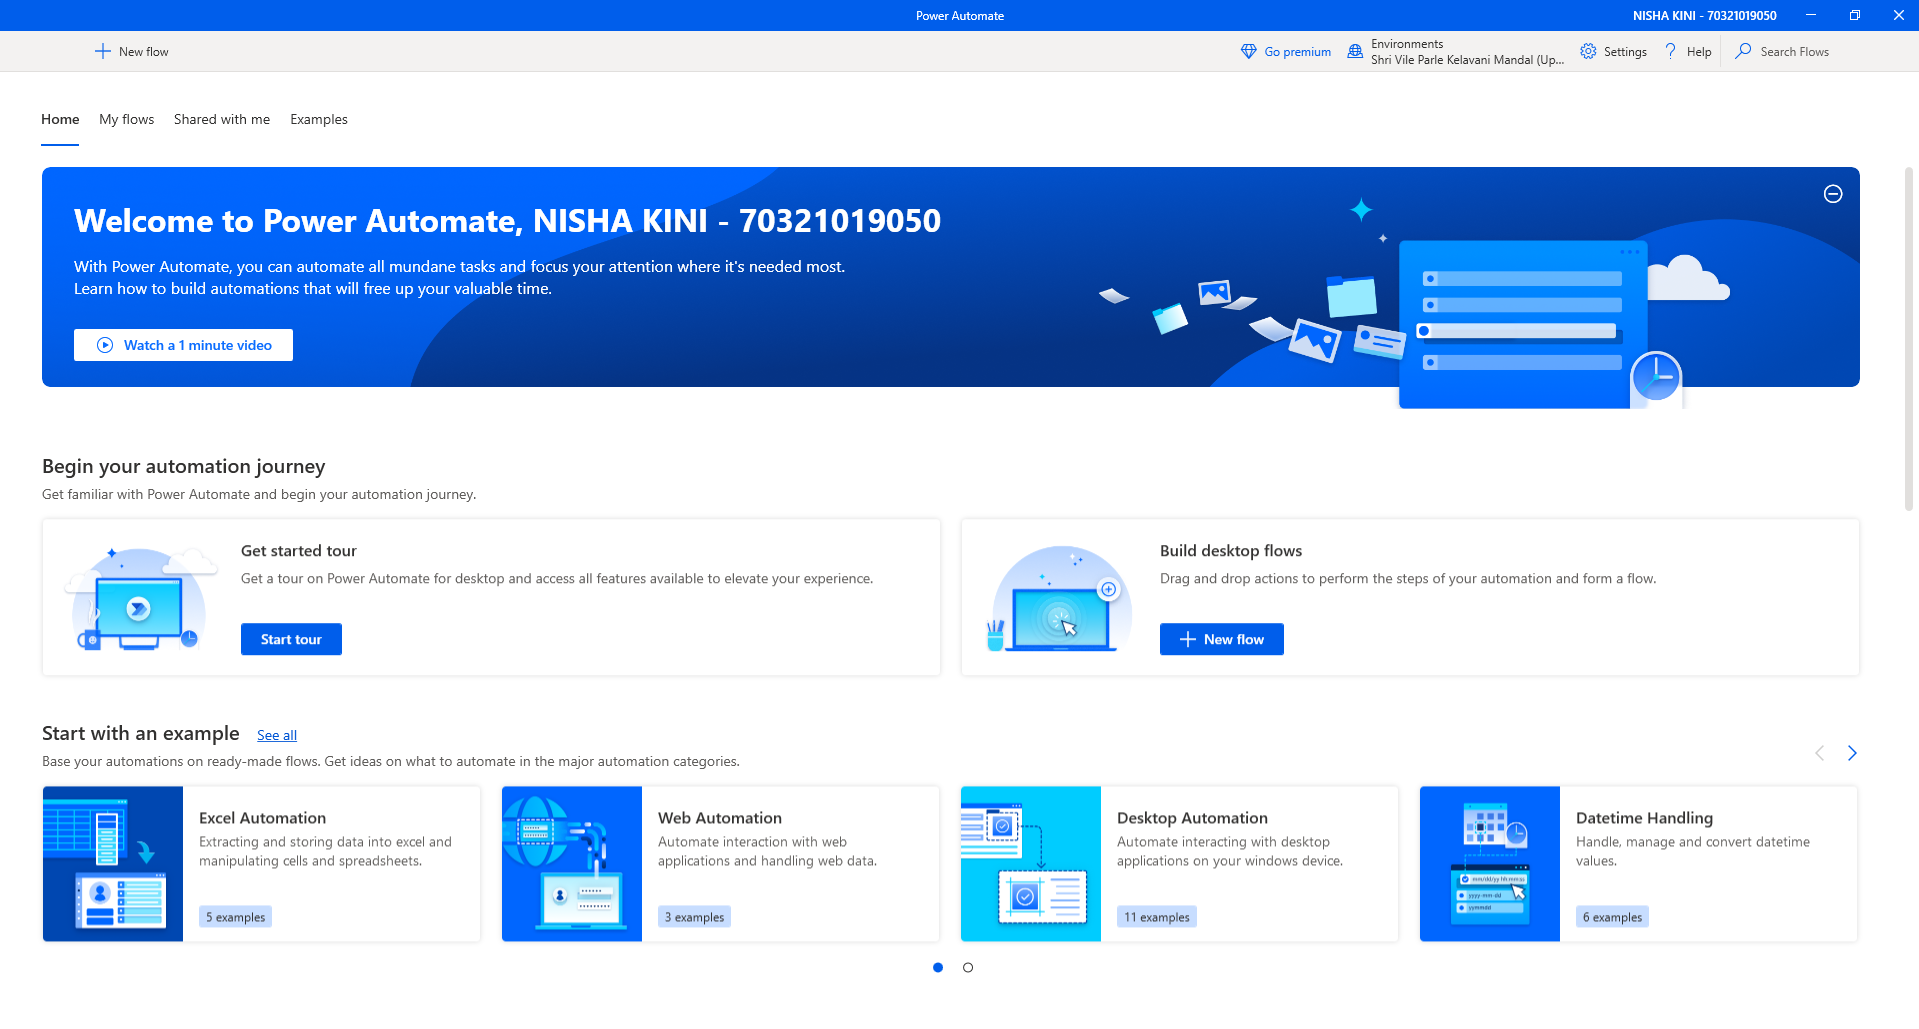 Power Automate
NISHA KINI - 70321019050
New flow
Go premium
Environments
Shri Vile Parle Kelavani Mandal (Up...
Settings
Help
Search Flows
Home
My flows
Shared with me
Examples
Welcome to Power Automate, NISHA KINI - 70321019050
With Power Automate, you can automate all mundane tasks and focus your attention where it's needed most.
Learn how to build automations that will free up your valuable time.
Watch a 1 minute video
Begin your automation journey
Get familiar with Power Automate and begin your automation journey.
Get started tour
Get a tour on Power Automate for desktop and access all features available to elevate your experience.
Start tour
Build desktop flows
Drag and drop actions to perform the steps of your automation and form a flow.
New flow
Start with an example
See all
Base your automations on ready-made flows. Get ideas on what to automate in the major automation categories.
Excel Automation
Extracting and storing data into excel and
manipulating cells and spreadsheets.
5 examples
Web Automation
Automate interaction with web
applications and handling web data.
3 examples
Desktop Automation
Automate interacting with desktop
applications on your windows device.
11 examples
mm/dd/yy hh:mm:ss
yyyy-mm-dd
yymmdd
Datetime Handling
Handle, manage and convert datetime
values.
6 examples